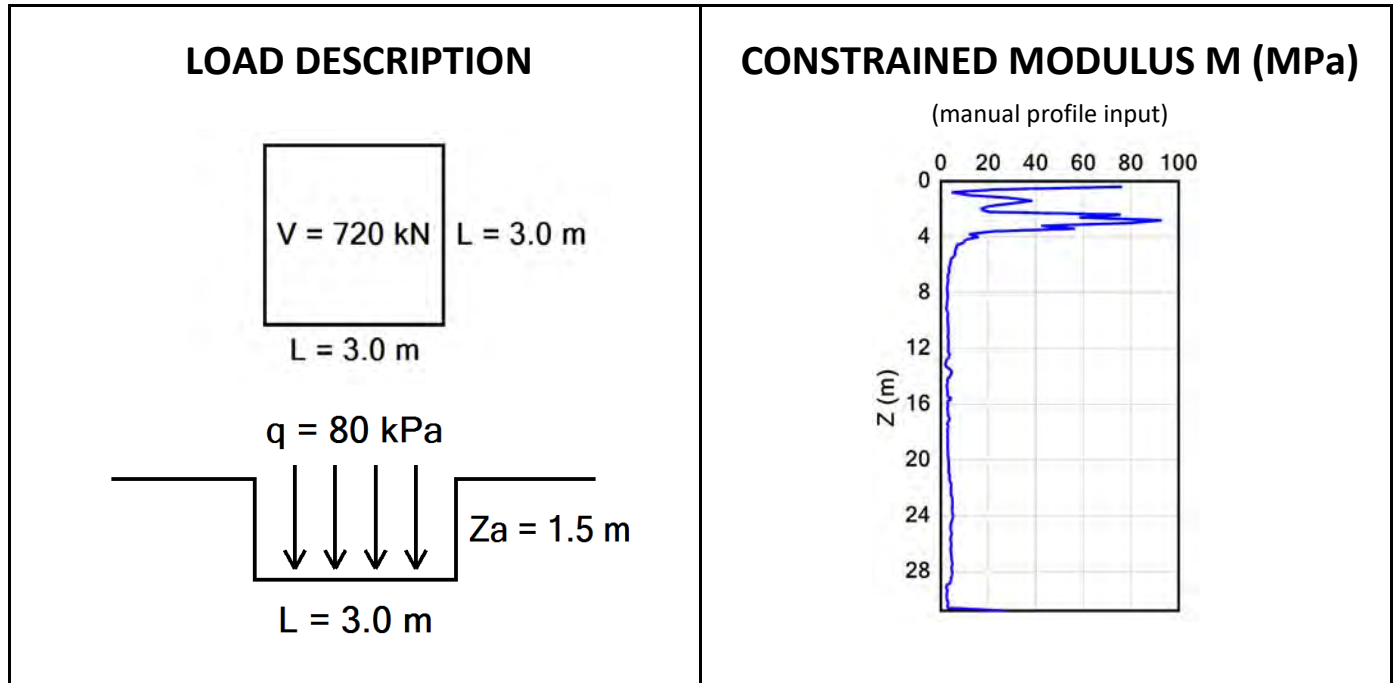 LOAD DESCRIPTION
V = 720 kN
L = 3.0 m
L = 3.0 m
q = 80 kPa
Za = 1.5 m
L = 3.0 m
CONSTRAINED MODULUS M (MPa)
(manual profile input)
0 20 40 60 80 100
0
4
8
12
16
20
24
28
Z (m)